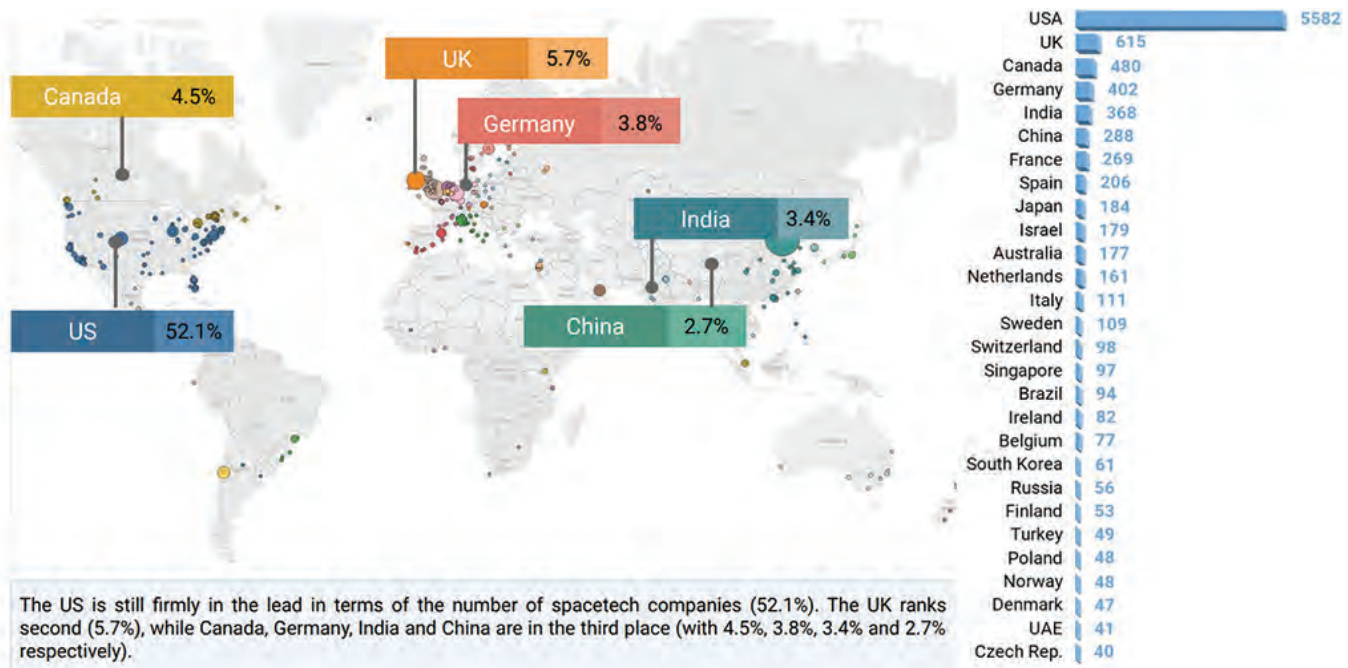 UK 5.7%
Canada 4.5%
Germany 3.8%
India 3.4%
US 52.1%
China 2.7%
The US is still firmly in the lead in terms of the number of spacetech companies (52.1%). The UK ranks
second (5.7%), while Canada, Germany, India and China are in the third place (with 4.5%, 3.8%, 3.4% and 2.7%
respectively).
USA 5582
UK 615
Canada 480
Germany 402
India 368
China 288
France 269
Spain 206
Japan 184
Israel 179
Australia 177
Netherlands 161
Italy 111
Sweden 109
Switzerland 98
Singapore 97
Brazil 94
Ireland 82
Belgium 77
South Korea 61
Russia 56
Finland 53
Turkey 49
Poland 48
Norway 48
Denmark 47
UAE 41
Czech Rep. 40